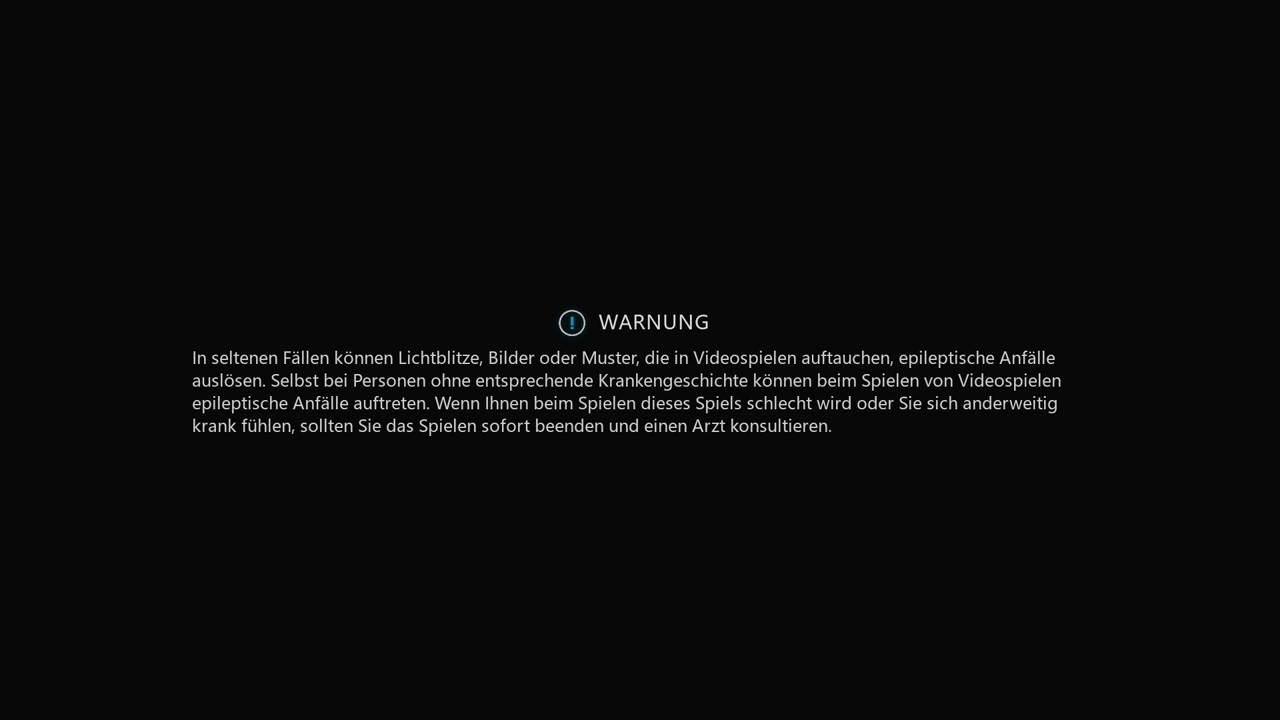 WARNUNG
In seltenen Fällen können Lichtblitze, Bilder oder Muster, die in Videospielen auftauchen, epileptische Anfälle
auslösen. Selbst bei Personen ohne entsprechende Krankengeschichte können beim Spielen von Videospielen
epileptische Anfälle auftreten. Wenn Ihnen beim Spielen dieses Spiels schlecht wird oder Sie sich anderweitig
krank fühlen, sollten Sie das Spielen sofort beenden und einen Arzt konsultieren.